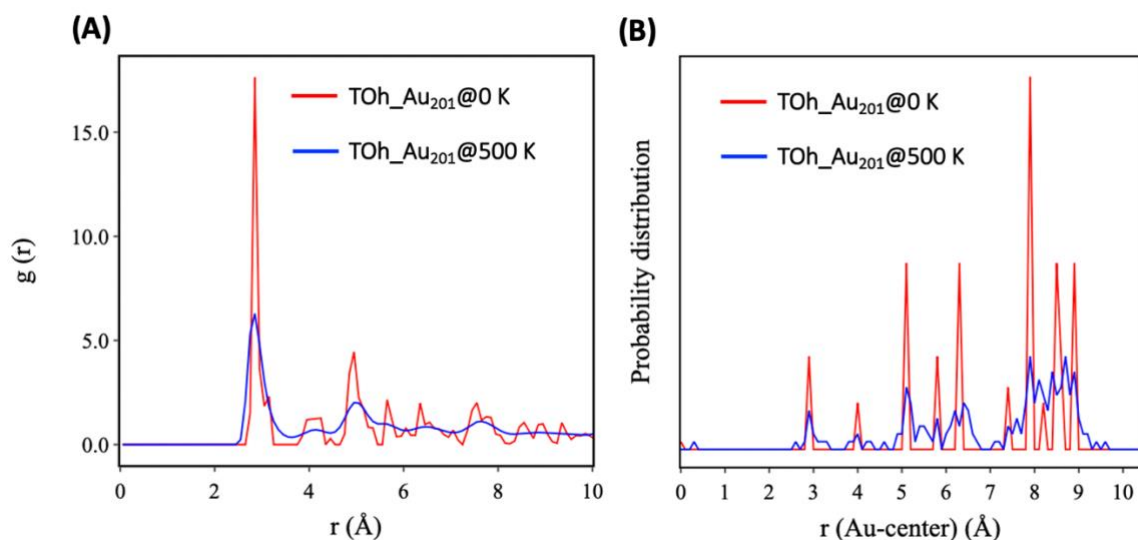 (A)
(B)
TOh_Au₂₀₁@0 K
TOh_Au₂₀₁@500 K
15.0
10.0
5.0
0.0
g (r)
0 2 4 6 8 10
r (Å)
TOh_Au₂₀₁@0 K
TOh_Au₂₀₁@500 K
Probability distribution
0 1 2 3 4 5 6 7 8 9 10
r (Au-center) (Å)